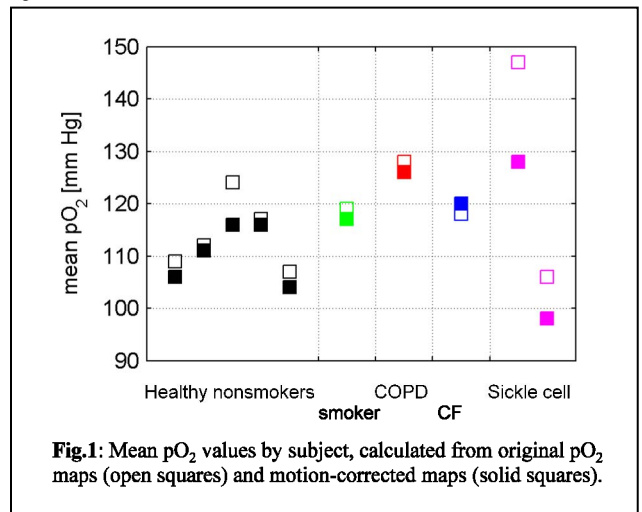 150
140
130
120
110
100
90
mean pO2 [mm Hg]
Healthy nonsmokers COPD Sickle cell
smoker CF
Fig.1: Mean pO2 values by subject, calculated from original pO2
maps (open squares) and motion-corrected maps (solid squares).